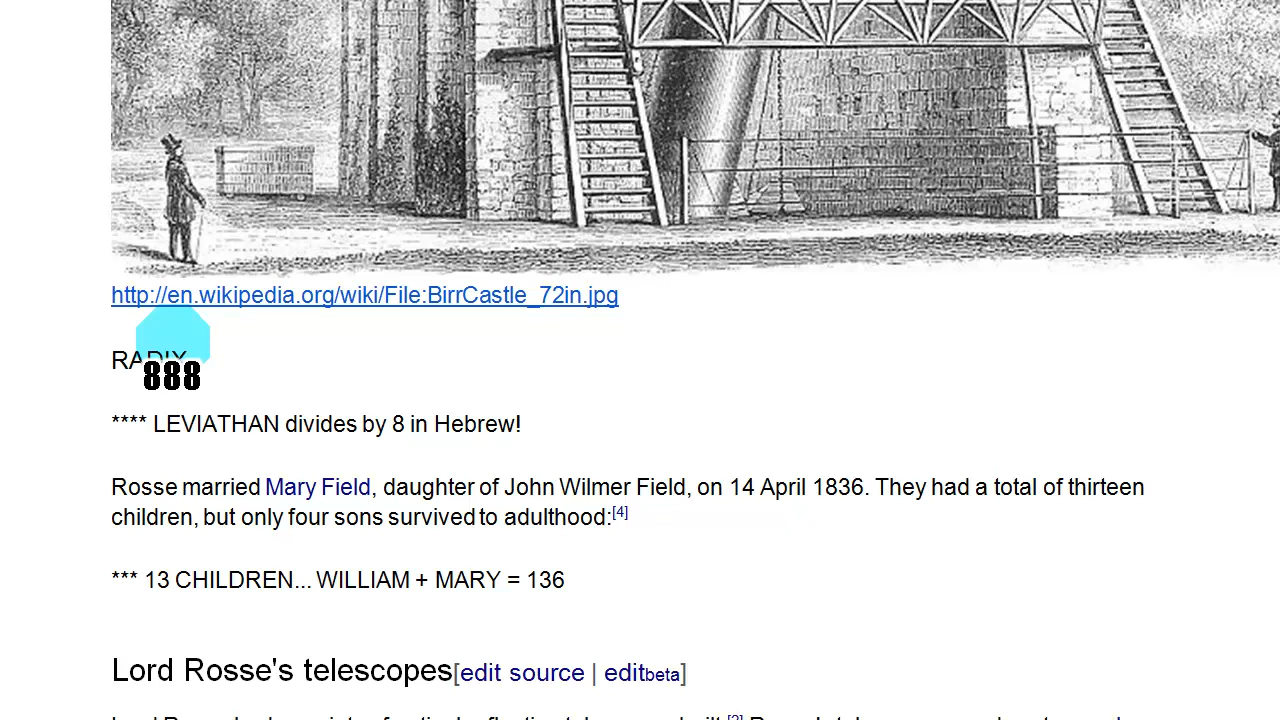 http://en.wikipedia.org/wiki/File:BirrCastle_72in.jpg
RADIX
888
**** LEVIATHAN divides by 8 in Hebrew!
Rosse married Mary Field, daughter of John Wilmer Field, on 14 April 1836. They had a total of thirteen
children, but only four sons survived to adulthood:[4]
*** 13 CHILDREN... WILLIAM + MARY = 136
Lord Rosse's telescopes[edit source | editbeta]